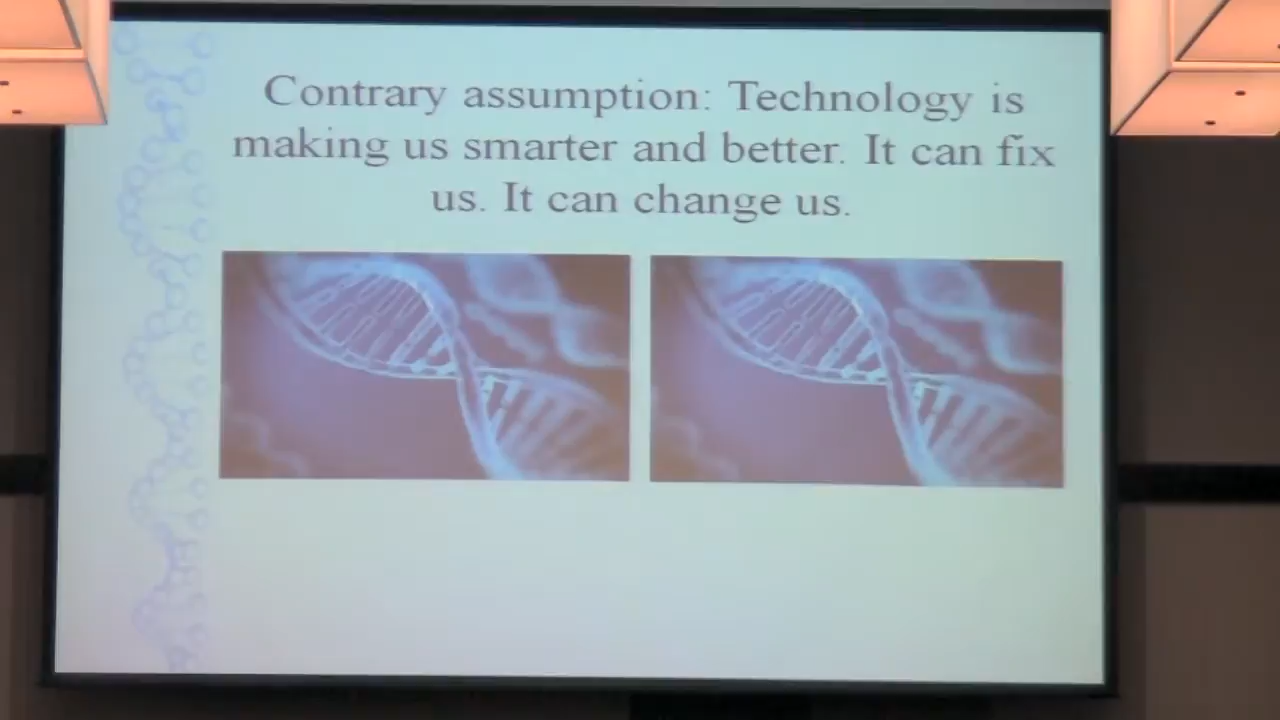 Contrary assumption: Technology is
making us smarter and better. It can fix
us. It can change us.